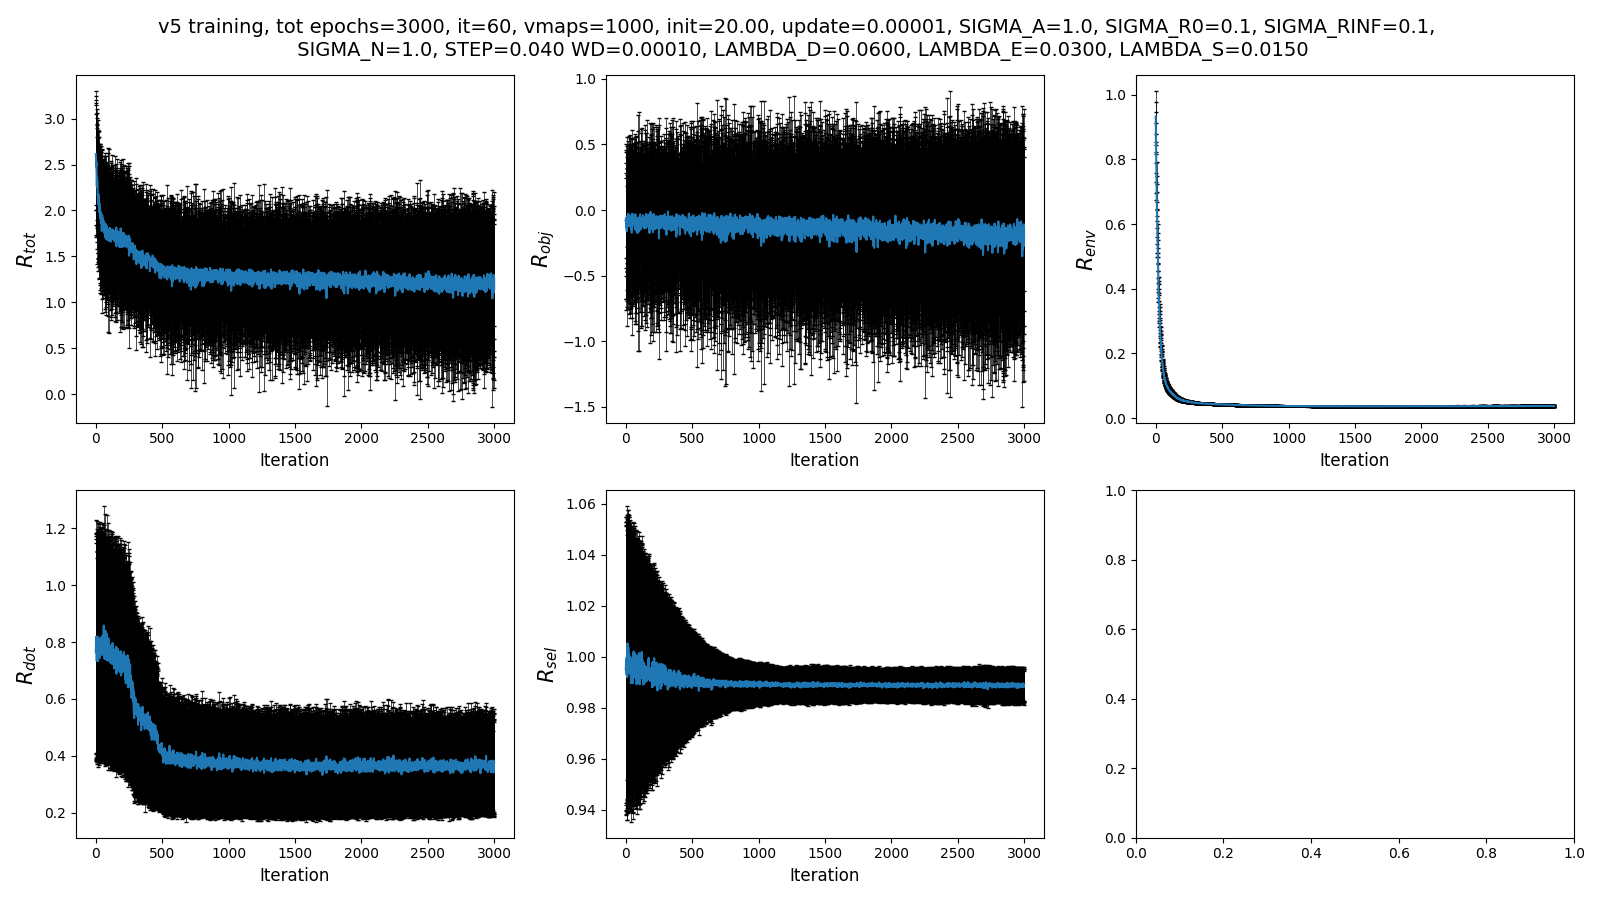 v5 training, tot epochs=3000, it=60, vmaps=1000, init=20.00, update=0.00001, SIGMA_A=1.0, SIGMA_R0=0.1, SIGMA_RINF=0.1,
SIGMA_N=1.0, STEP=0.040 WD=0.00010, LAMBDA_D=0.0600, LAMBDA_E=0.0300, LAMBDA_S=0.0150
R_tot
3.0
2.5
2.0
1.5
1.0
0.5
0.0
0 500 1000 1500 2000 2500 3000
Iteration
R_obj
1.0
0.5
0.0
−0.5
−1.0
−1.5
0 500 1000 1500 2000 2500 3000
Iteration
R_env
1.0
0.8
0.6
0.4
0.2
0.0
0 500 1000 1500 2000 2500 3000
Iteration
R_dot
1.2
1.0
0.8
0.6
0.4
0.2
0 500 1000 1500 2000 2500 3000
Iteration
R_sel
1.06
1.04
1.02
1.00
0.98
0.96
0.94
0 500 1000 1500 2000 2500 3000
Iteration
1.0
0.8
0.6
0.4
0.2
0.0
0.0 0.2 0.4 0.6 0.8 1.0